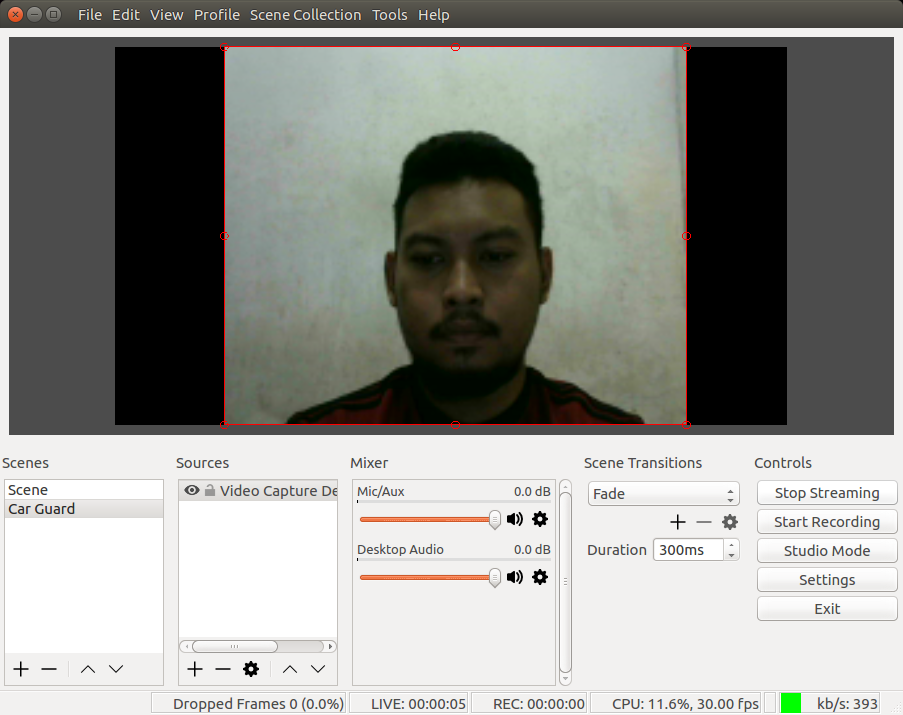 File Edit View Profile Scene Collection Tools Help
Scenes
Sources
Mixer
Scene Transitions
Controls
Scene
Car Guard
Video Capture De
Mic/Aux 0.0 dB
Desktop Audio 0.0 dB
Fade
Duration 300ms
Stop Streaming
Start Recording
Studio Mode
Settings
Exit
Dropped Frames 0 (0.0%) LIVE: 00:00:05 REC: 00:00:00 CPU: 11.6%, 30.00 fps kb/s: 393